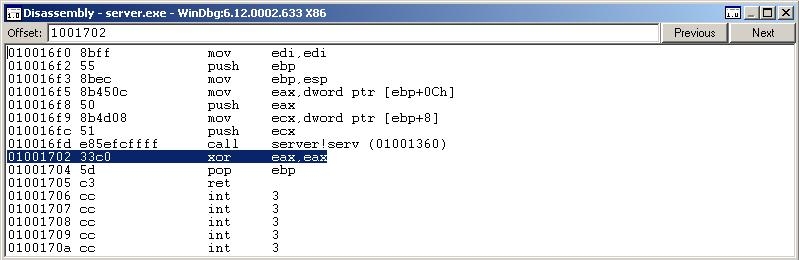 Disassembly - server.exe - WinDbg:6.12.0002.633 X86
Offset: 1001702 Previous Next
010016f0 8bff mov edi,edi
010016f2 55 push ebp
010016f3 8bec mov ebp,esp
010016f5 8b450c mov eax,dword ptr [ebp+0Ch]
010016f8 50 push eax
010016f9 8b4d08 mov ecx,dword ptr [ebp+8]
010016fc 51 push ecx
010016fd e85efcffff call server!serv (01001360)
01001702 33c0 xor eax,eax
01001704 5d pop ebp
01001705 c3 ret
01001706 cc int 3
01001707 cc int 3
01001708 cc int 3
01001709 cc int 3
0100170a cc int 3